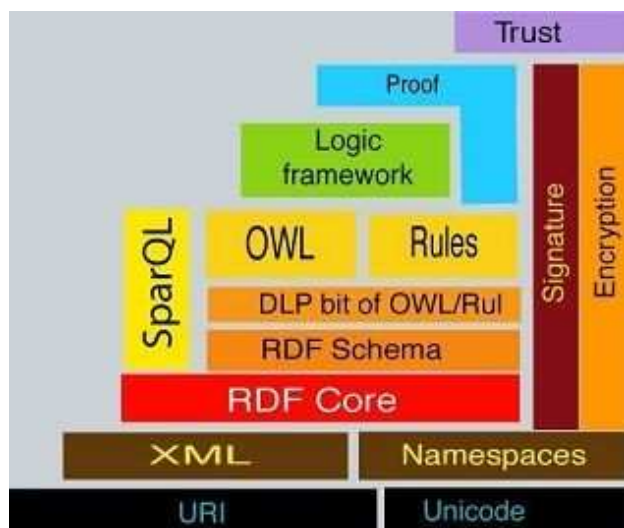 Trust
Proof
Logic
framework
SparQL
OWL
Rules
Signature
Encryption
DLP bit of OWL/Rul
RDF Schema
RDF Core
XML
Namespaces
URI
Unicode